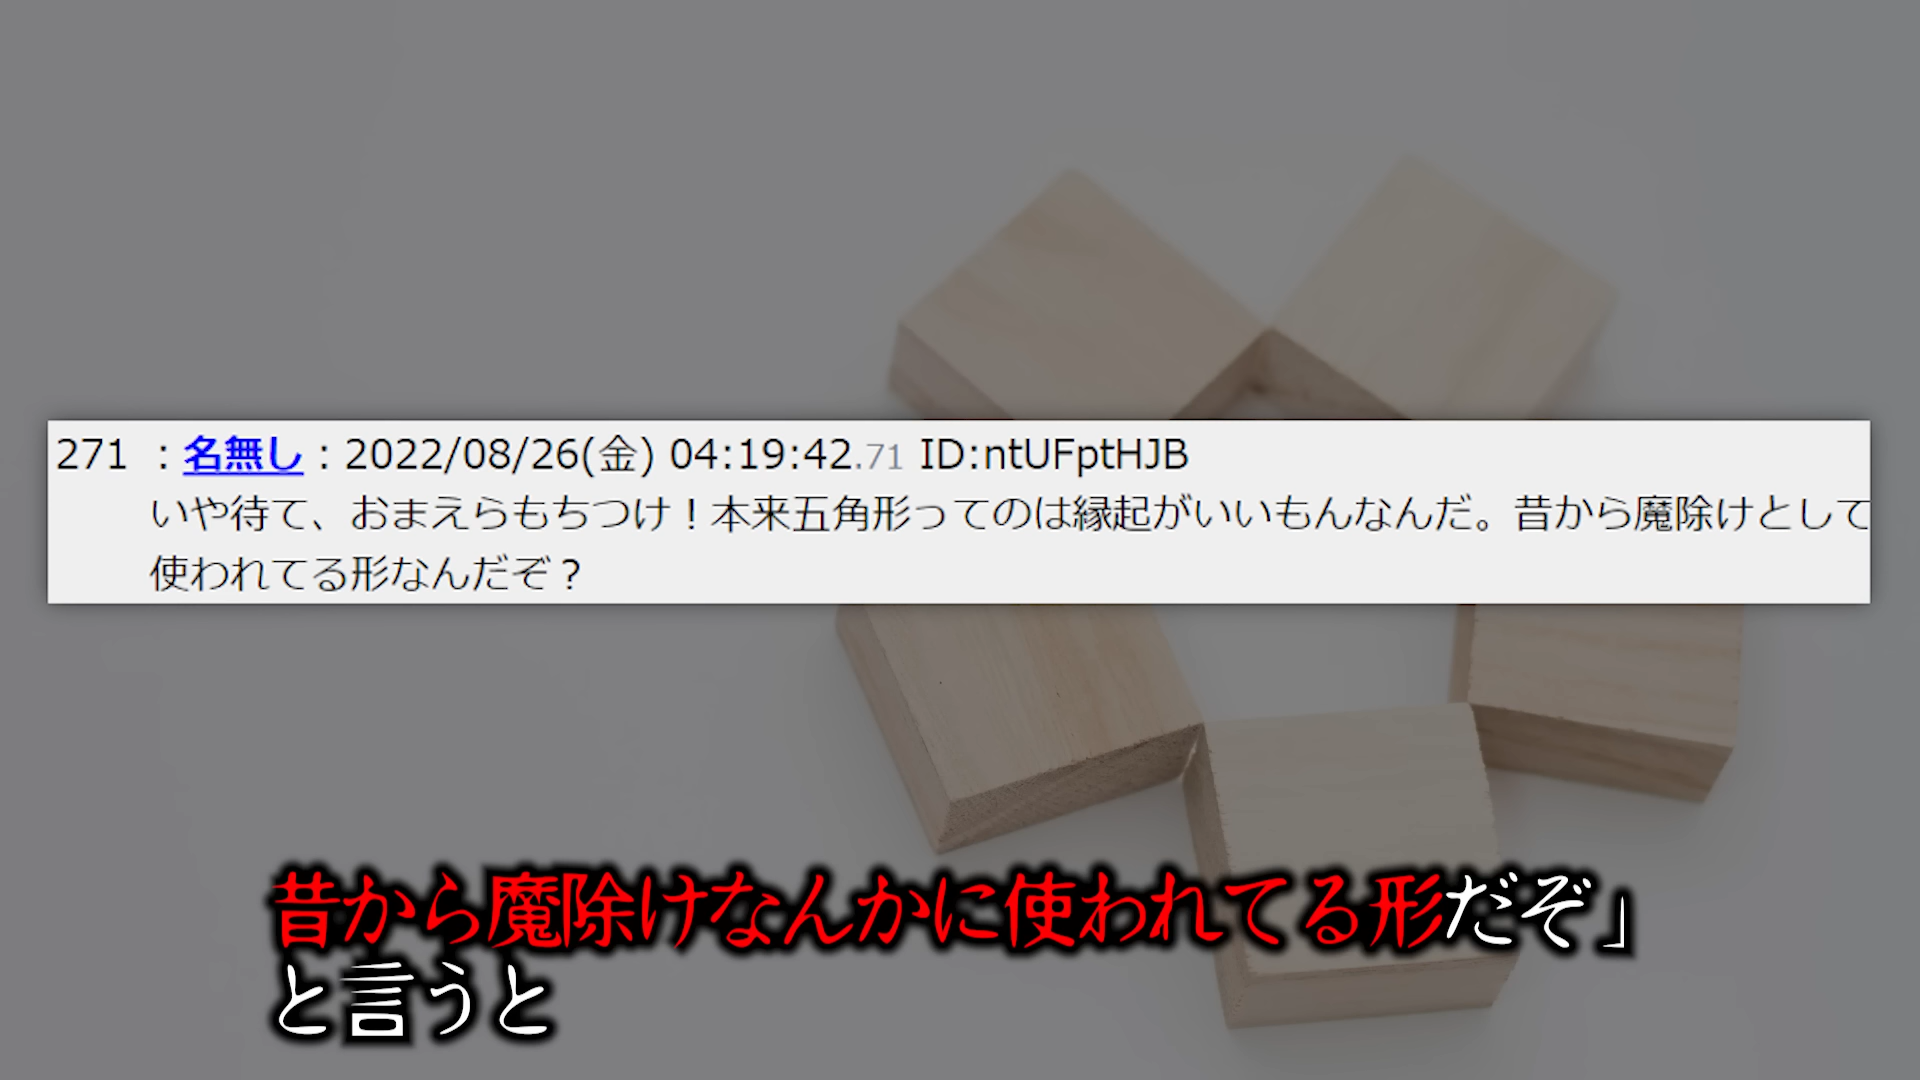 271 ：名無し：2022/08/26(金) 04:19:42.71 ID:ntUFptHJB
いや待て、おまえらもちつけ！本来五角形ってのは縁起がいいもんなんだ。昔から魔除けとして
使われてる形なんだぞ？
昔から魔除けなんかに使われてる形だぞ」
と言うと